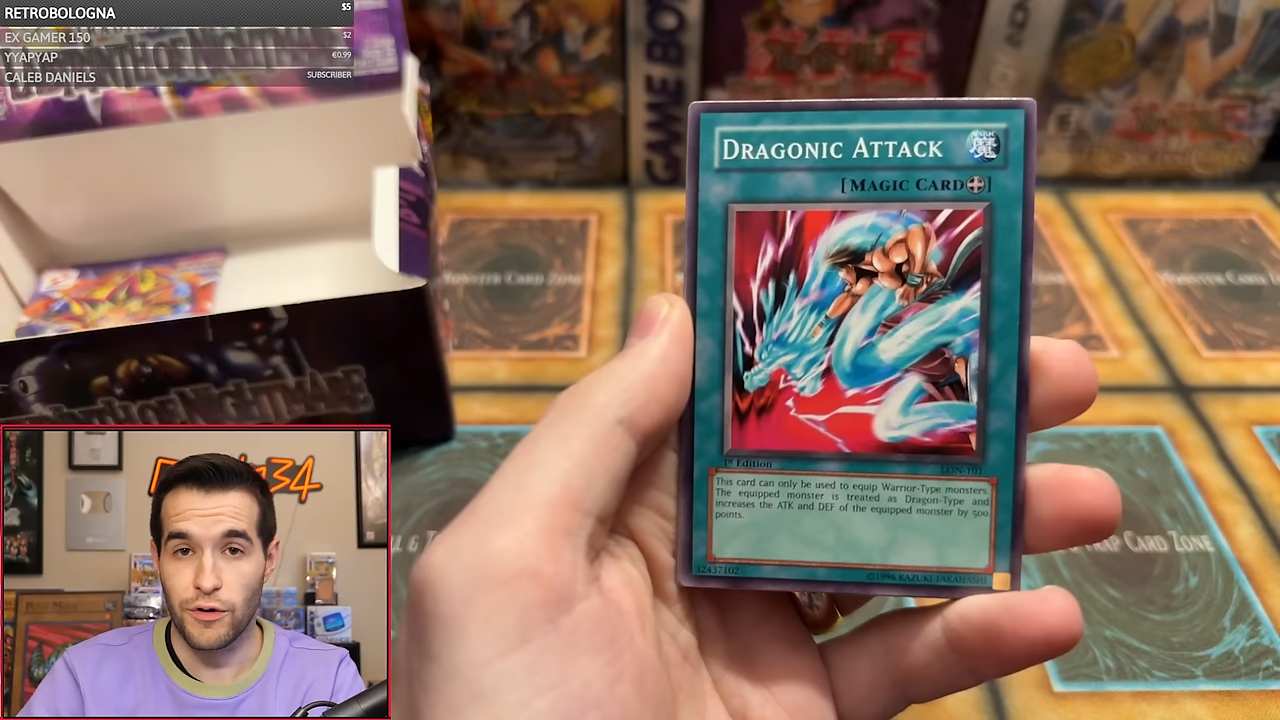 RETROBOLOGNA $5
EX GAMER 150 $2
YYAPYAP €0.99
CALEB DANIELS SUBSCRIBER
GAME BOY
DRAGONIC ATTACK
[MAGIC CARD]
1st Edition
LON-101
This card can only be used to equip Warrior-Type monsters.
The equipped monster is treated as Dragon-Type and
increases the ATK and DEF of the equipped monster by 500
points.
32437102 ©1996 KAZUKI TAKAHASHI
MONSTER CARD ZONE
TRAP CARD ZONE
34